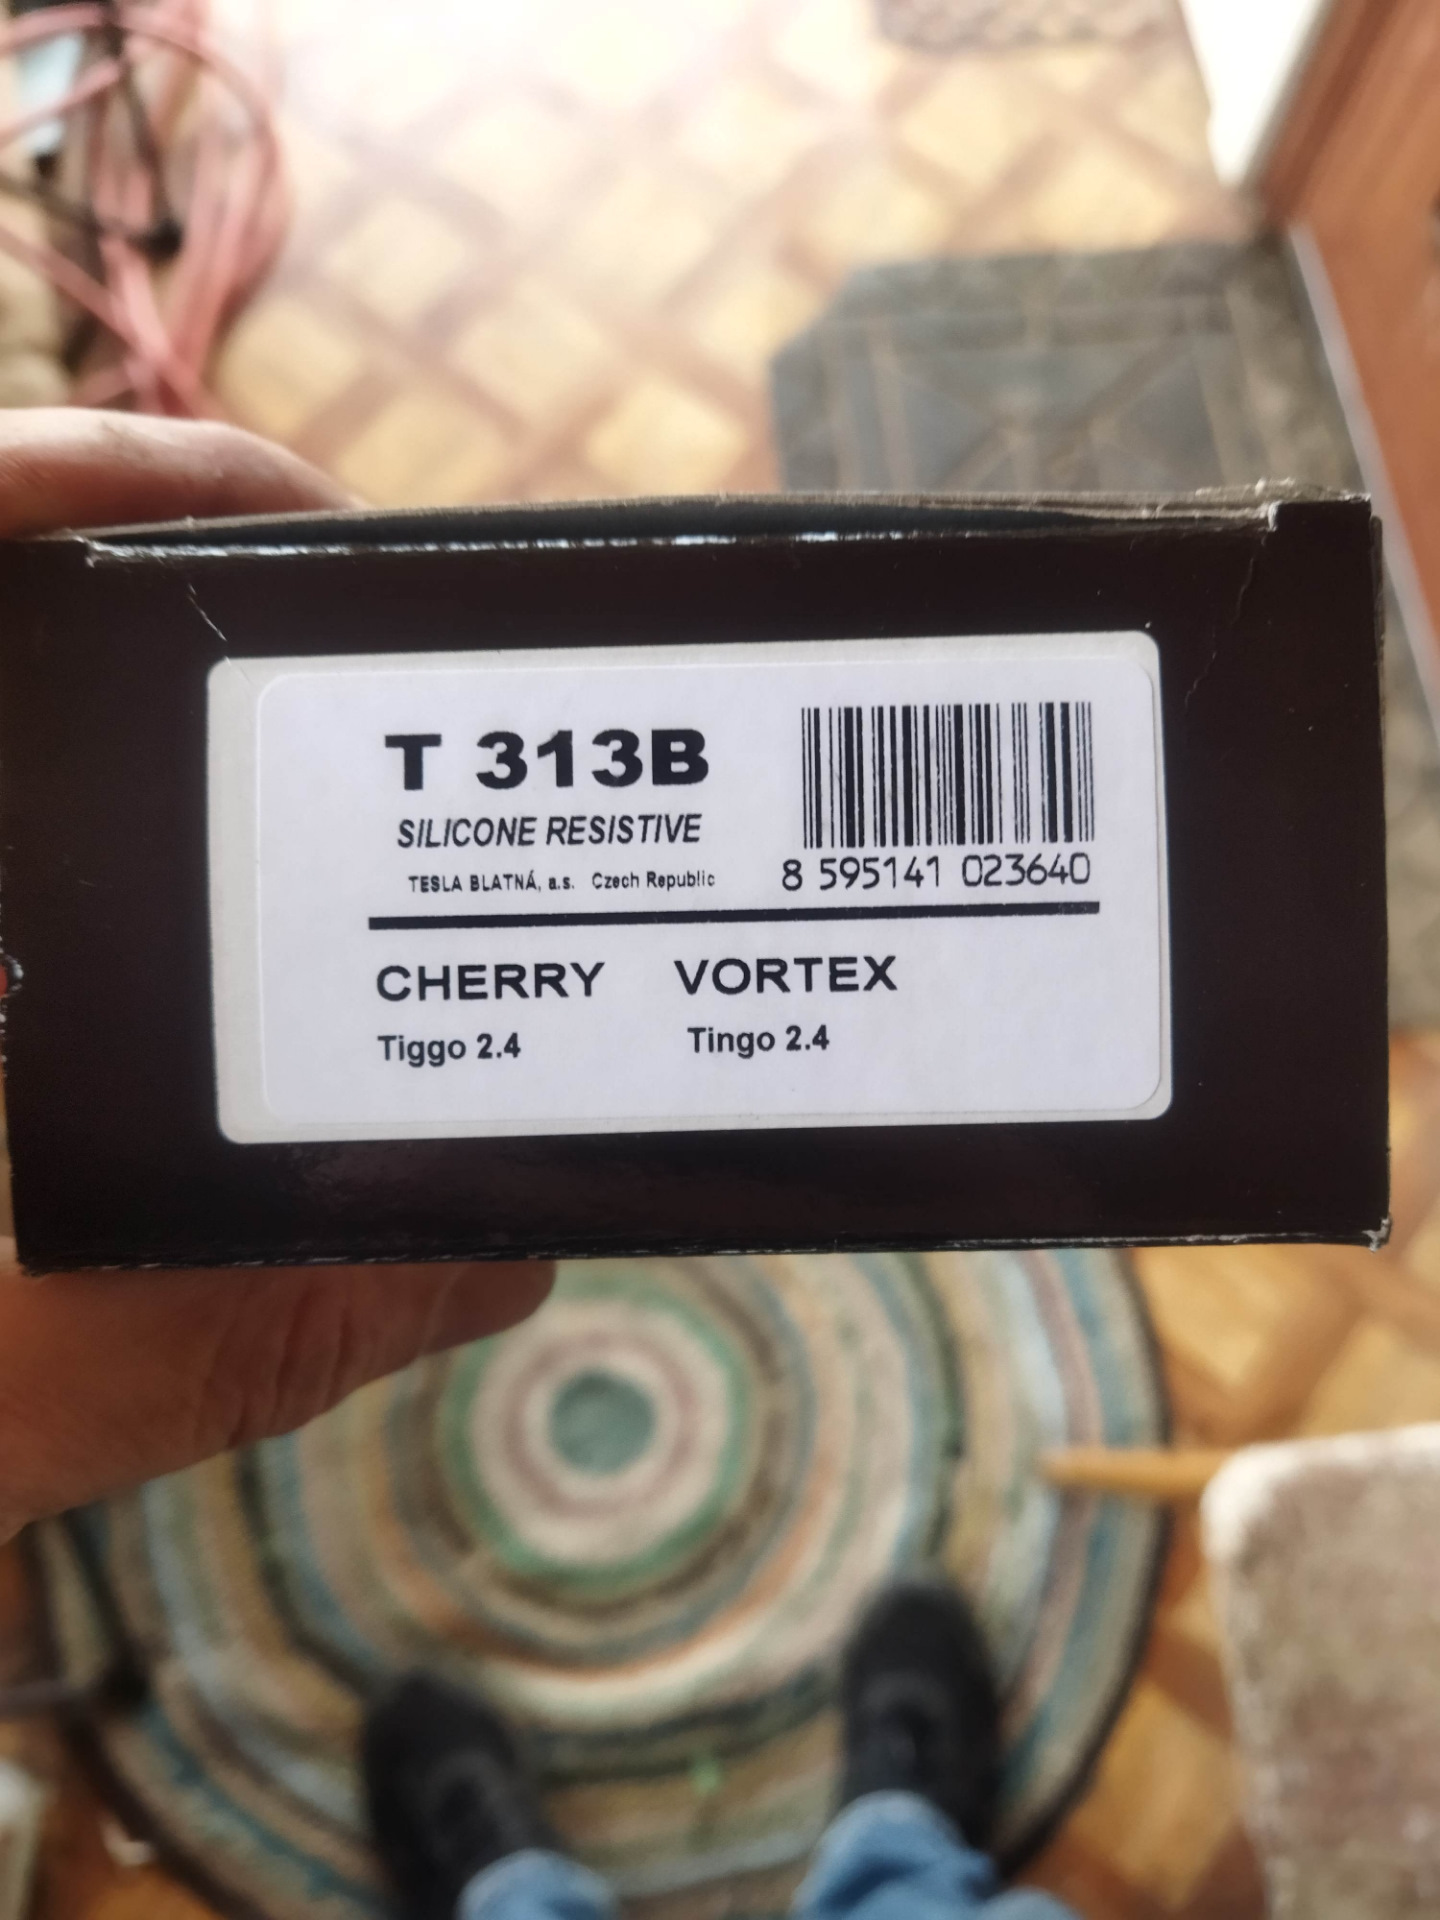 T 313B
SILICONE RESISTIVE
TESLA BLATNÁ, a.s. Czech Republic
8 595141 023640
CHERRY VORTEX
Tiggo 2.4 Tingo 2.4